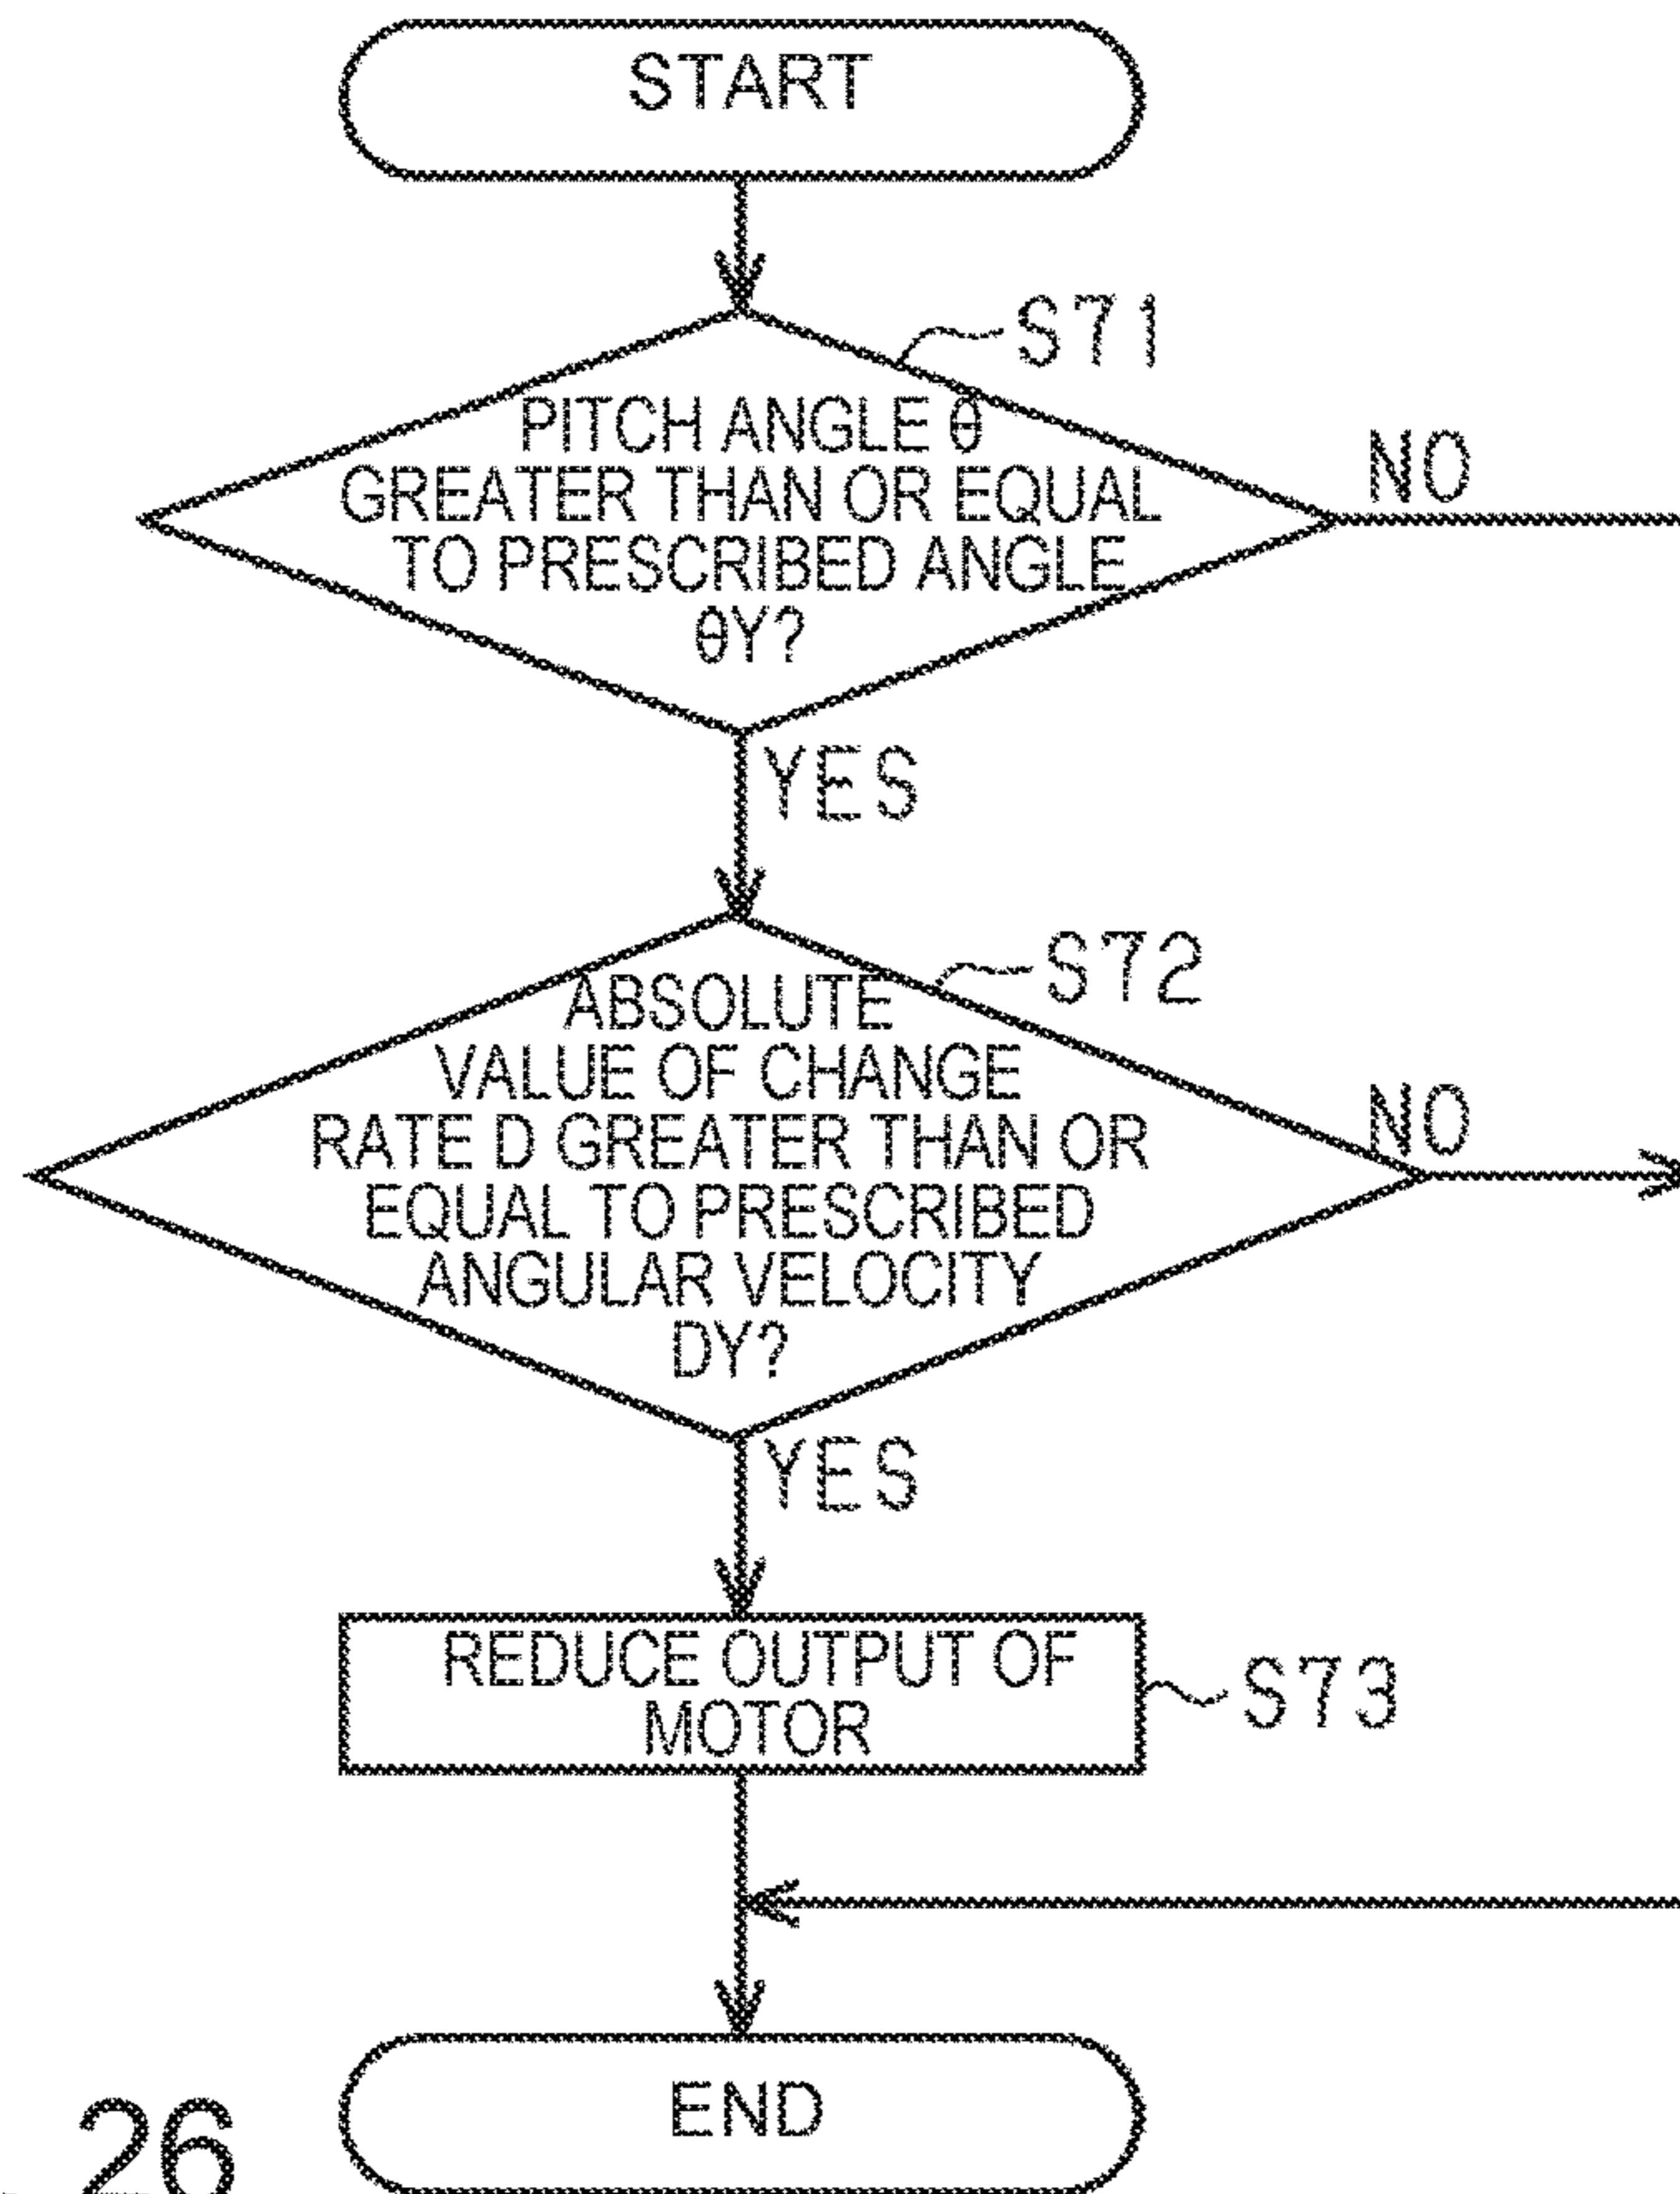 START
S71
PITCH ANGLE θ
GREATER THAN OR EQUAL
TO PRESCRIBED ANGLE
θY?
NO
YES
S72
ABSOLUTE
VALUE OF CHANGE
RATE D GREATER THAN OR
EQUAL TO PRESCRIBED
ANGULAR VELOCITY
DY?
NO
YES
REDUCE OUTPUT OF
MOTOR
S73
END
26